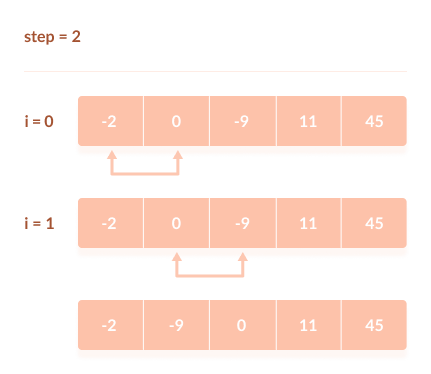 step = 2
i = 0 -2 0 -9 11 45
i = 1 -2 0 -9 11 45
-2 -9 0 11 45